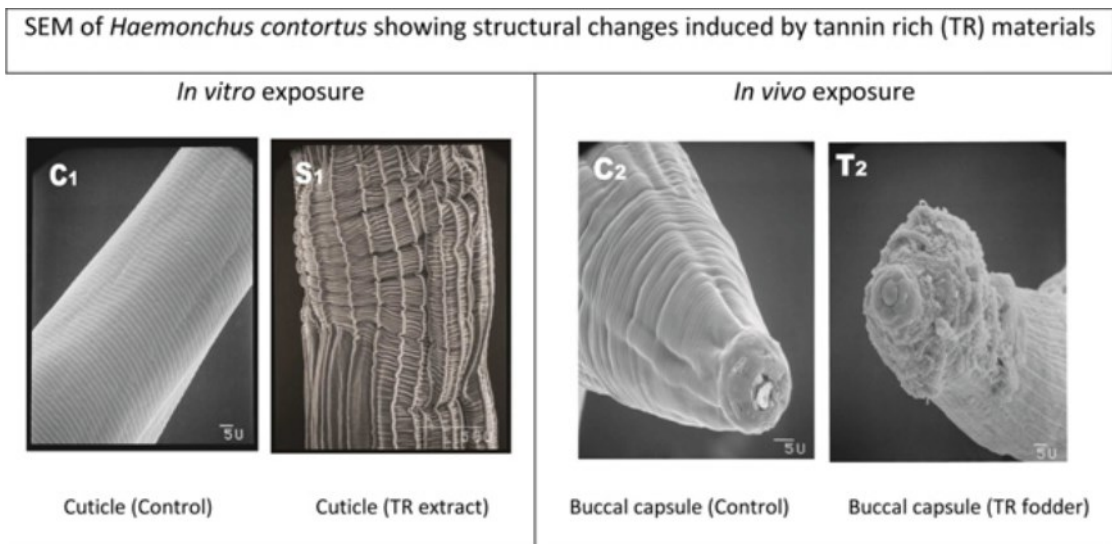 SEM of Haemonchus contortus showing structural changes induced by tannin rich (TR) materials
In vitro exposure
In vivo exposure
C1
S1
C2
T2
5U
5U
5U
Cuticle (Control)
Cuticle (TR extract)
Buccal capsule (Control)
Buccal capsule (TR fodder)